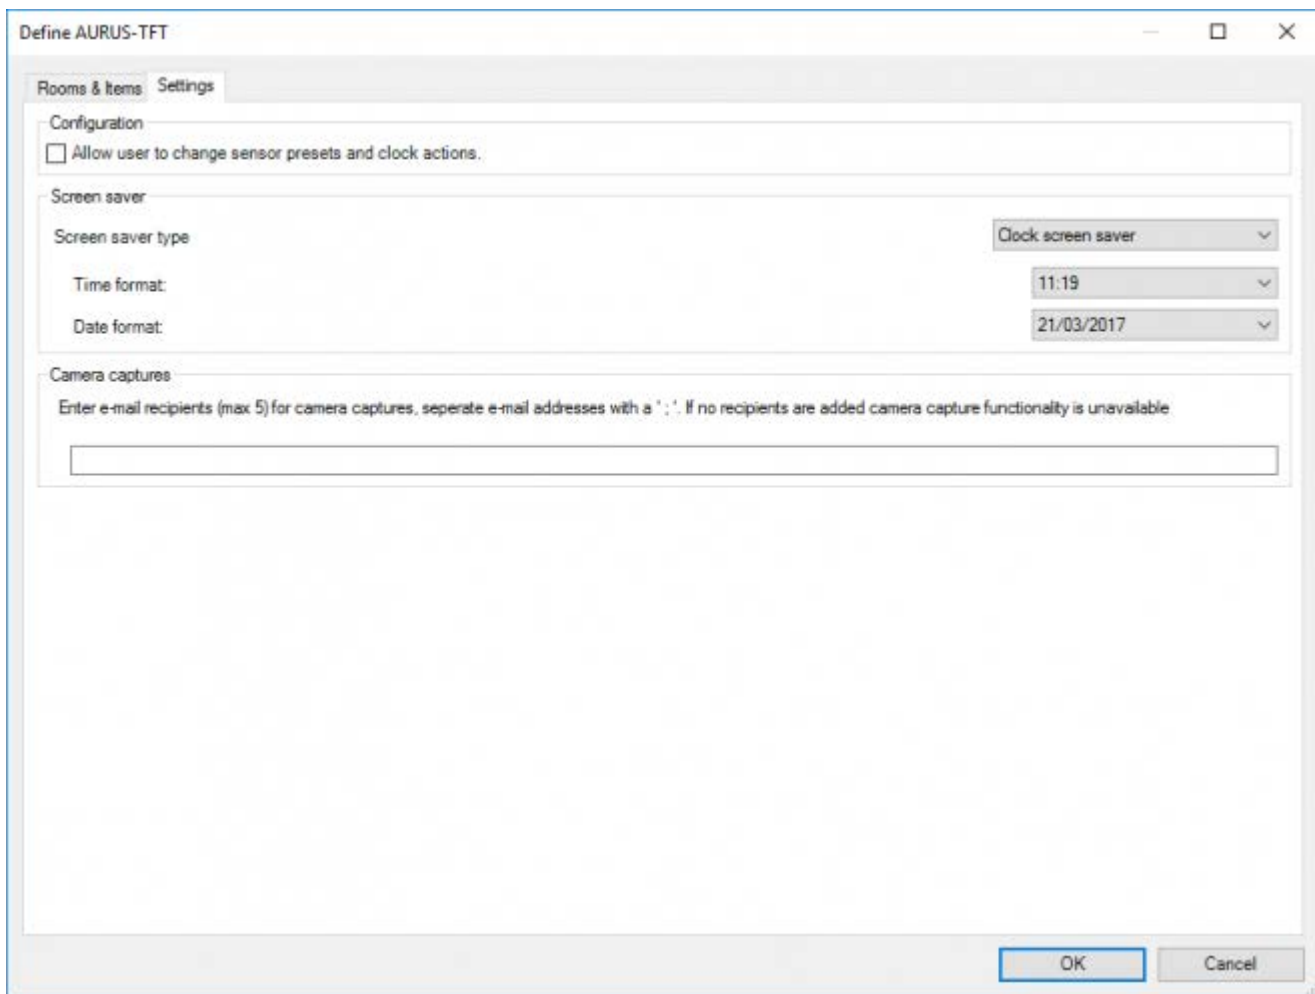 Define AURUS-TFT
Rooms & Items
Settings
Configuration
Allow user to change sensor presets and clock actions.
Screen saver
Screen saver type
Clock screen saver
Time format:
11:19
Date format:
21/03/2017
Camera captures
Enter e-mail recipients (max 5) for camera captures, seperate e-mail addresses with a ' ; '. If no recipients are added camera capture functionality is unavailable
OK
Cancel